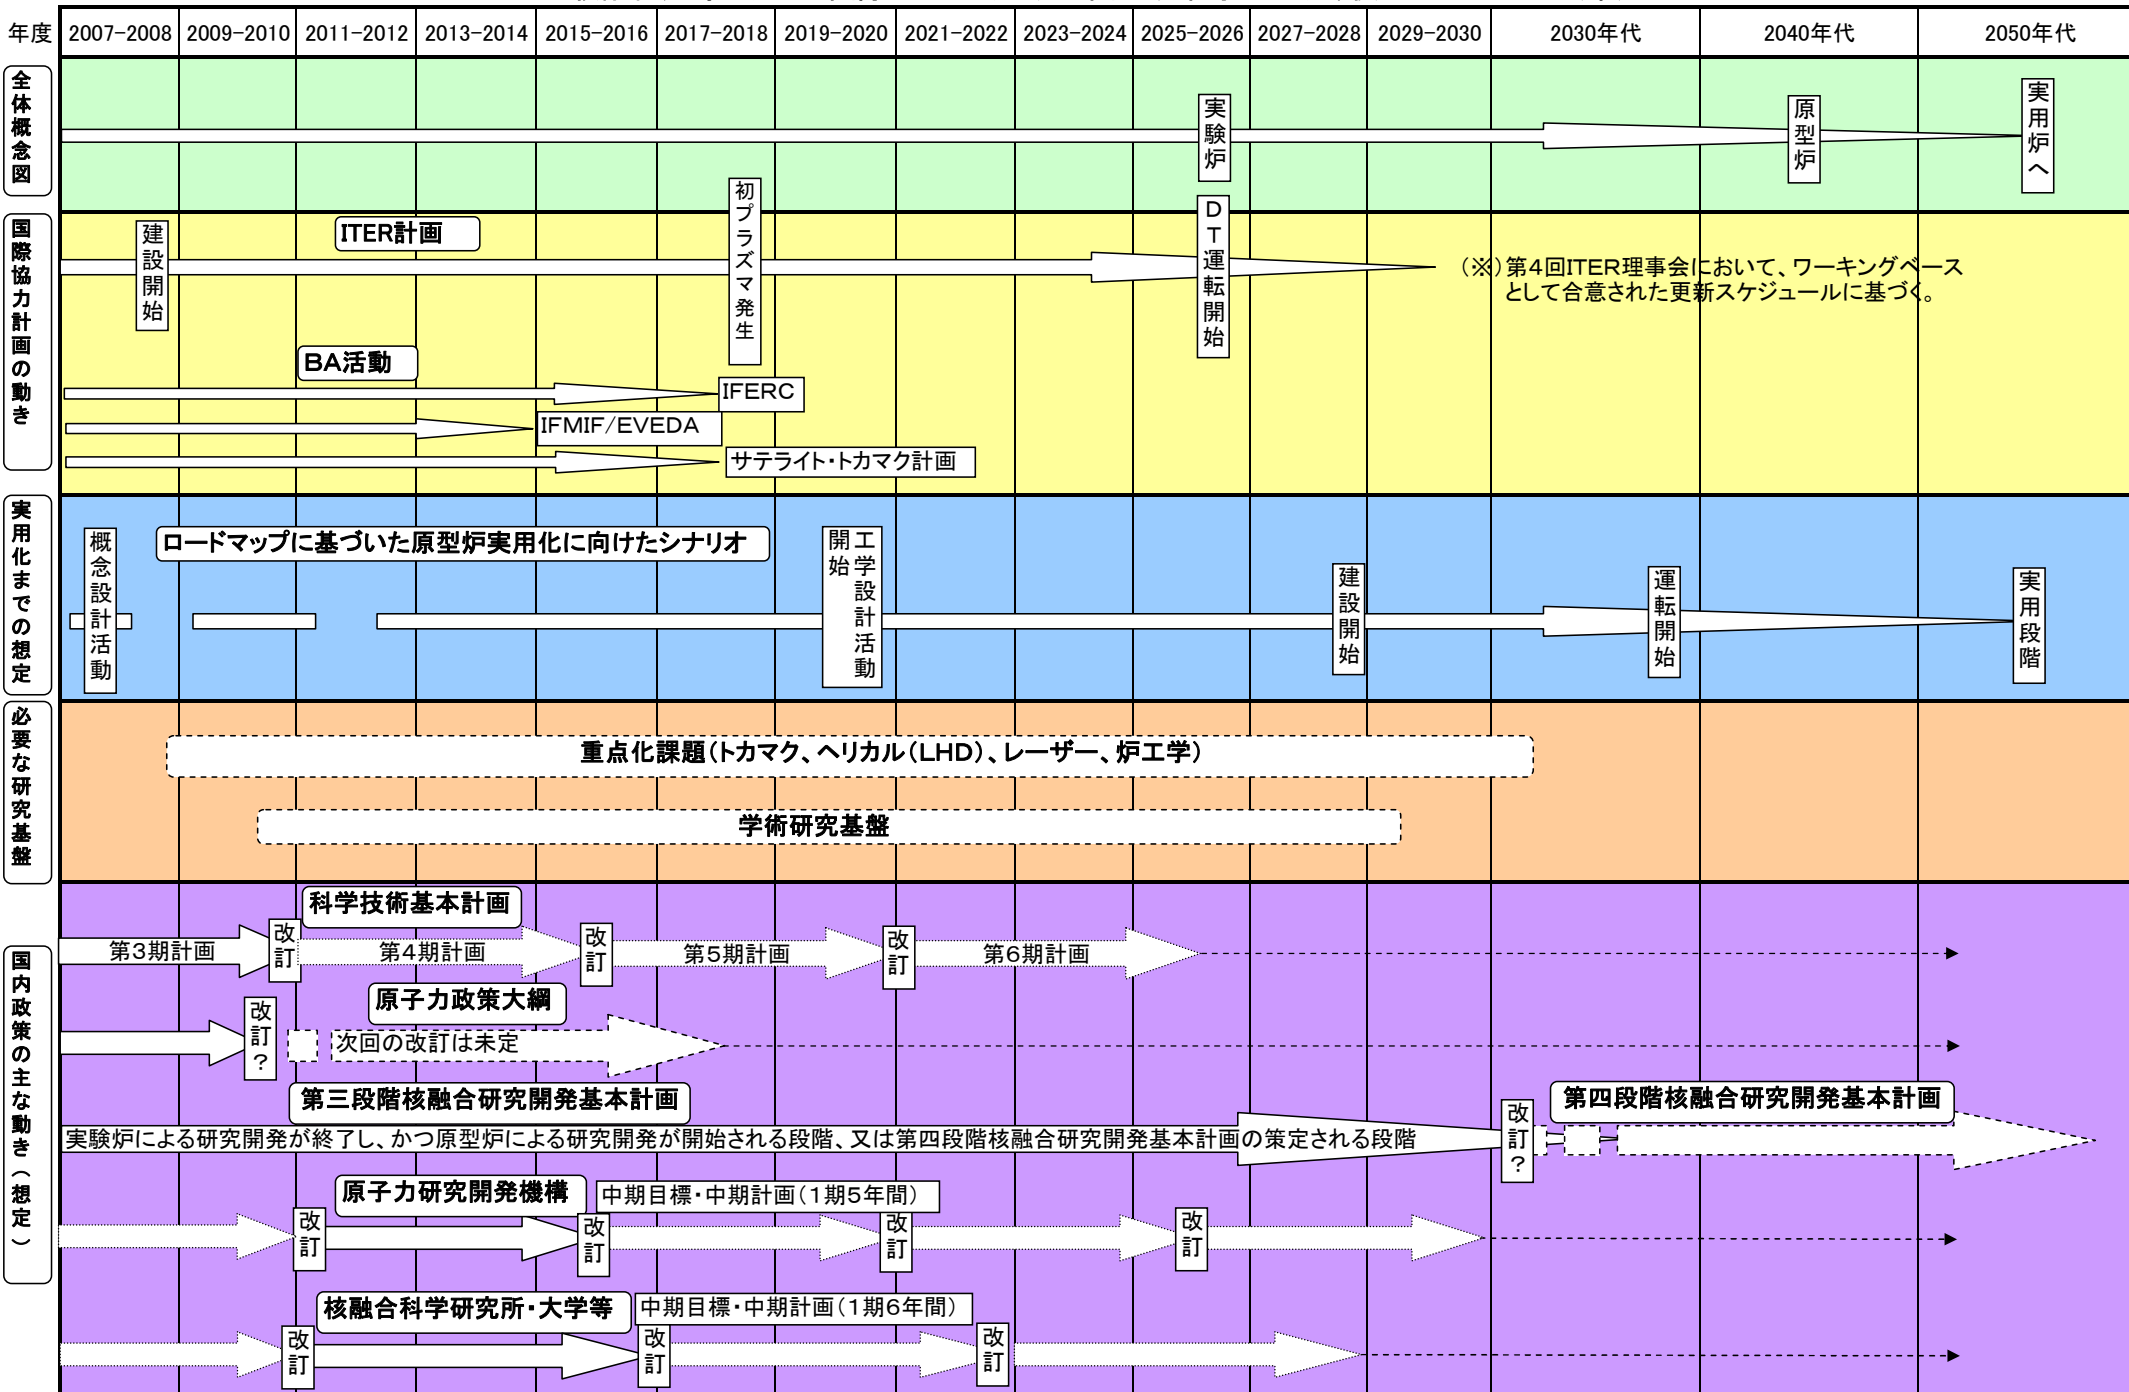 年度 2007-2008 2009-2010 2011-2012 2013-2014 2015-2016 2017-2018 2019-2020 2021-2022 2023-2024 2025-2026 2027-2028 2029-2030 2030年代 2040年代 2050年代
全体概念図
実験炉
原型炉
実用炉へ
国際協力計画の動き
ITER計画
建設開始
初プラズマ発生
DT運転開始
(※)第4回ITER理事会において、ワーキングベース
として合意された更新スケジュールに基づく。
BA活動
IFERC
IFMIF/EVEDA
サテライト・トカマク計画
実用化までの想定
ロードマップに基づいた原型炉実用化に向けたシナリオ
概念設計活動
工学設計活動
開始
建設開始
運転開始
実用段階
必要な研究基盤
重点化課題(トカマク、ヘリカル(LHD)、レーザー、炉工学)
学術研究基盤
国内政策の主な動き(想定)
科学技術基本計画
第3期計画
改訂
第4期計画
改訂
第5期計画
改訂
第6期計画
原子力政策大綱
改訂?
次回の改訂は未定
第三段階核融合研究開発基本計画
第四段階核融合研究開発基本計画
実験炉による研究開発が終了し、かつ原型炉による研究開発が開始される段階、又は第四段階核融合研究開発基本計画の策定される段階
改訂?
原子力研究開発機構
中期目標・中期計画(1期5年間)
改訂
改訂
改訂
改訂
核融合科学研究所・大学等
中期目標・中期計画(1期6年間)
改訂
改訂
改訂